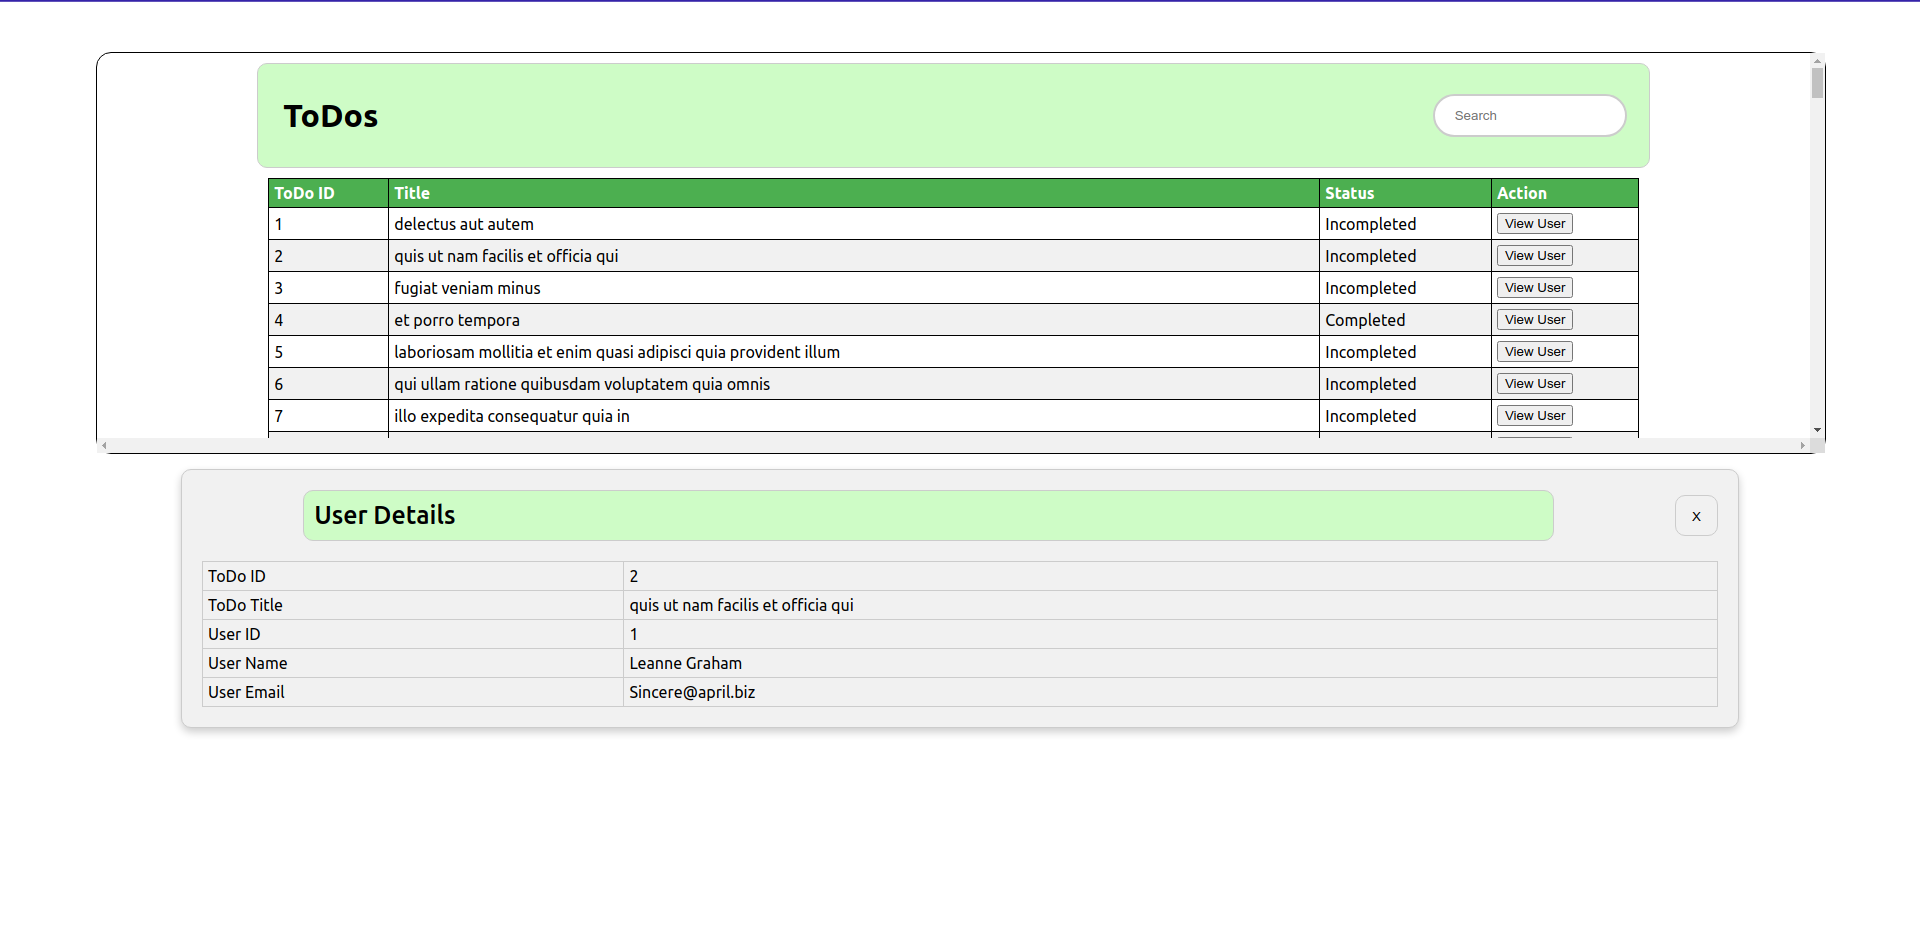 ToDos
Search
ToDo ID Title Status Action
1 delectus aut autem Incompleted View User
2 quis ut nam facilis et officia qui Incompleted View User
3 fugiat veniam minus Incompleted View User
4 et porro tempora Completed View User
5 laboriosam mollitia et enim quasi adipisci quia provident illum Incompleted View User
6 qui ullam ratione quibusdam voluptatem quia omnis Incompleted View User
7 illo expedita consequatur quia in Incompleted View User
User Details
x
ToDo ID 2
ToDo Title quis ut nam facilis et officia qui
User ID 1
User Name Leanne Graham
User Email Sincere@april.biz